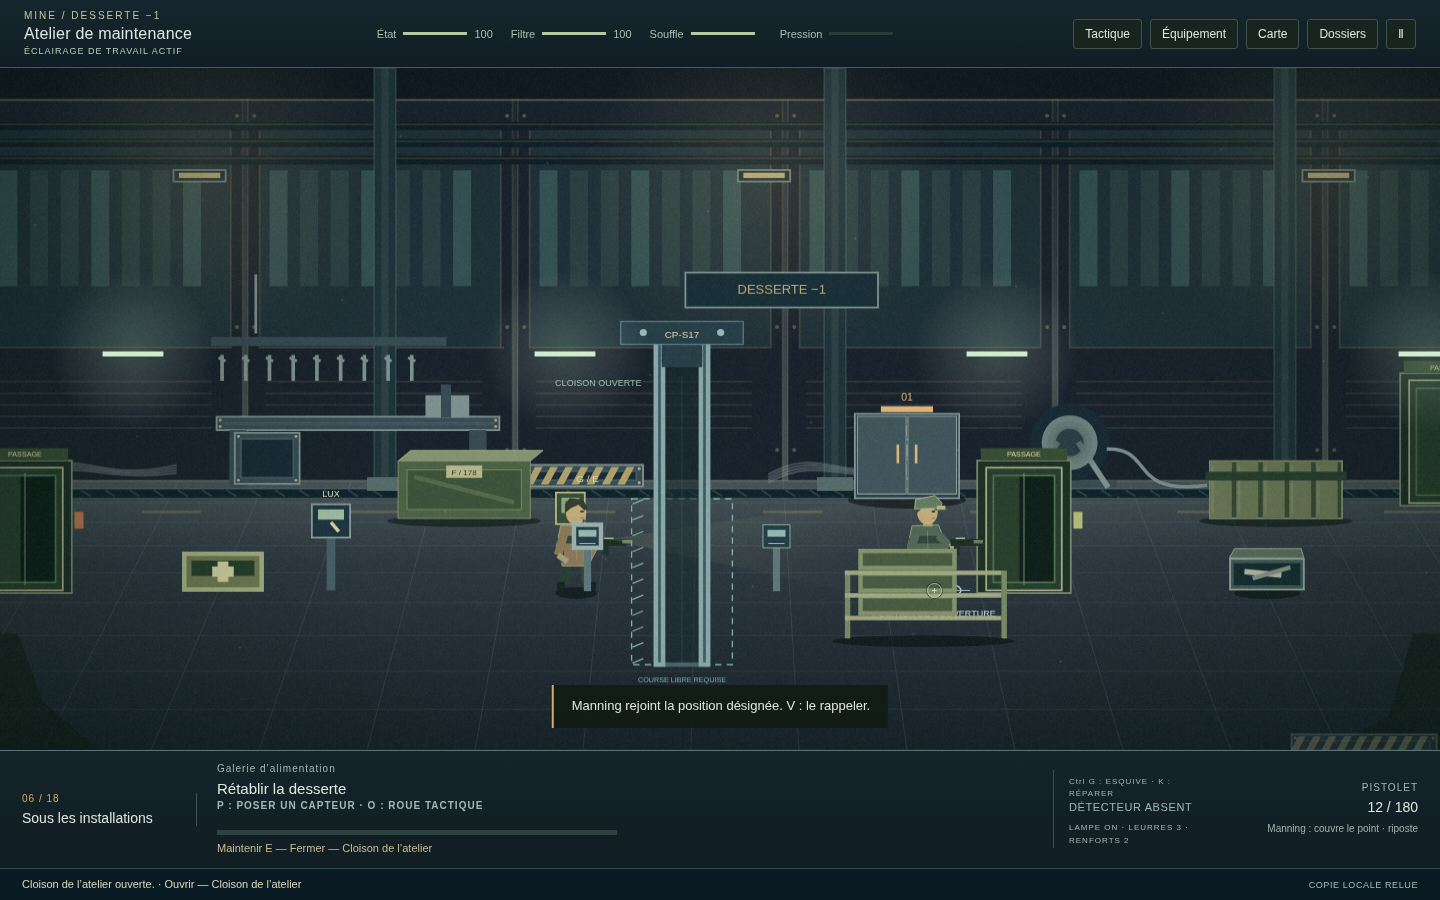 MINE / DESSERTE −1
Atelier de maintenance
ÉCLAIRAGE DE TRAVAIL ACTIF
État 100 Filtre 100 Souffle Pression
Tactique Équipement Carte Dossiers II
DESSERTE −1
CP-S17
CLOISON OUVERTE
01
PASSAGE
F / 178
G / E
PASSAGE
LUX
VERTURE
COURSE LIBRE REQUISE
Manning rejoint la position désignée. V : le rappeler.
06 / 18
Sous les installations
Galerie d'alimentation
Rétablir la desserte
P : POSER UN CAPTEUR · O : ROUE TACTIQUE
Maintenir E — Fermer — Cloison de l'atelier
Ctrl G : ESQUIVE · K :
RÉPARER
DÉTECTEUR ABSENT
LAMPE ON · LEURRES 3 ·
RENFORTS 2
PISTOLET
12 / 180
Manning : couvre le point · riposte
Cloison de l'atelier ouverte. · Ouvrir — Cloison de l'atelier
COPIE LOCALE RELUE